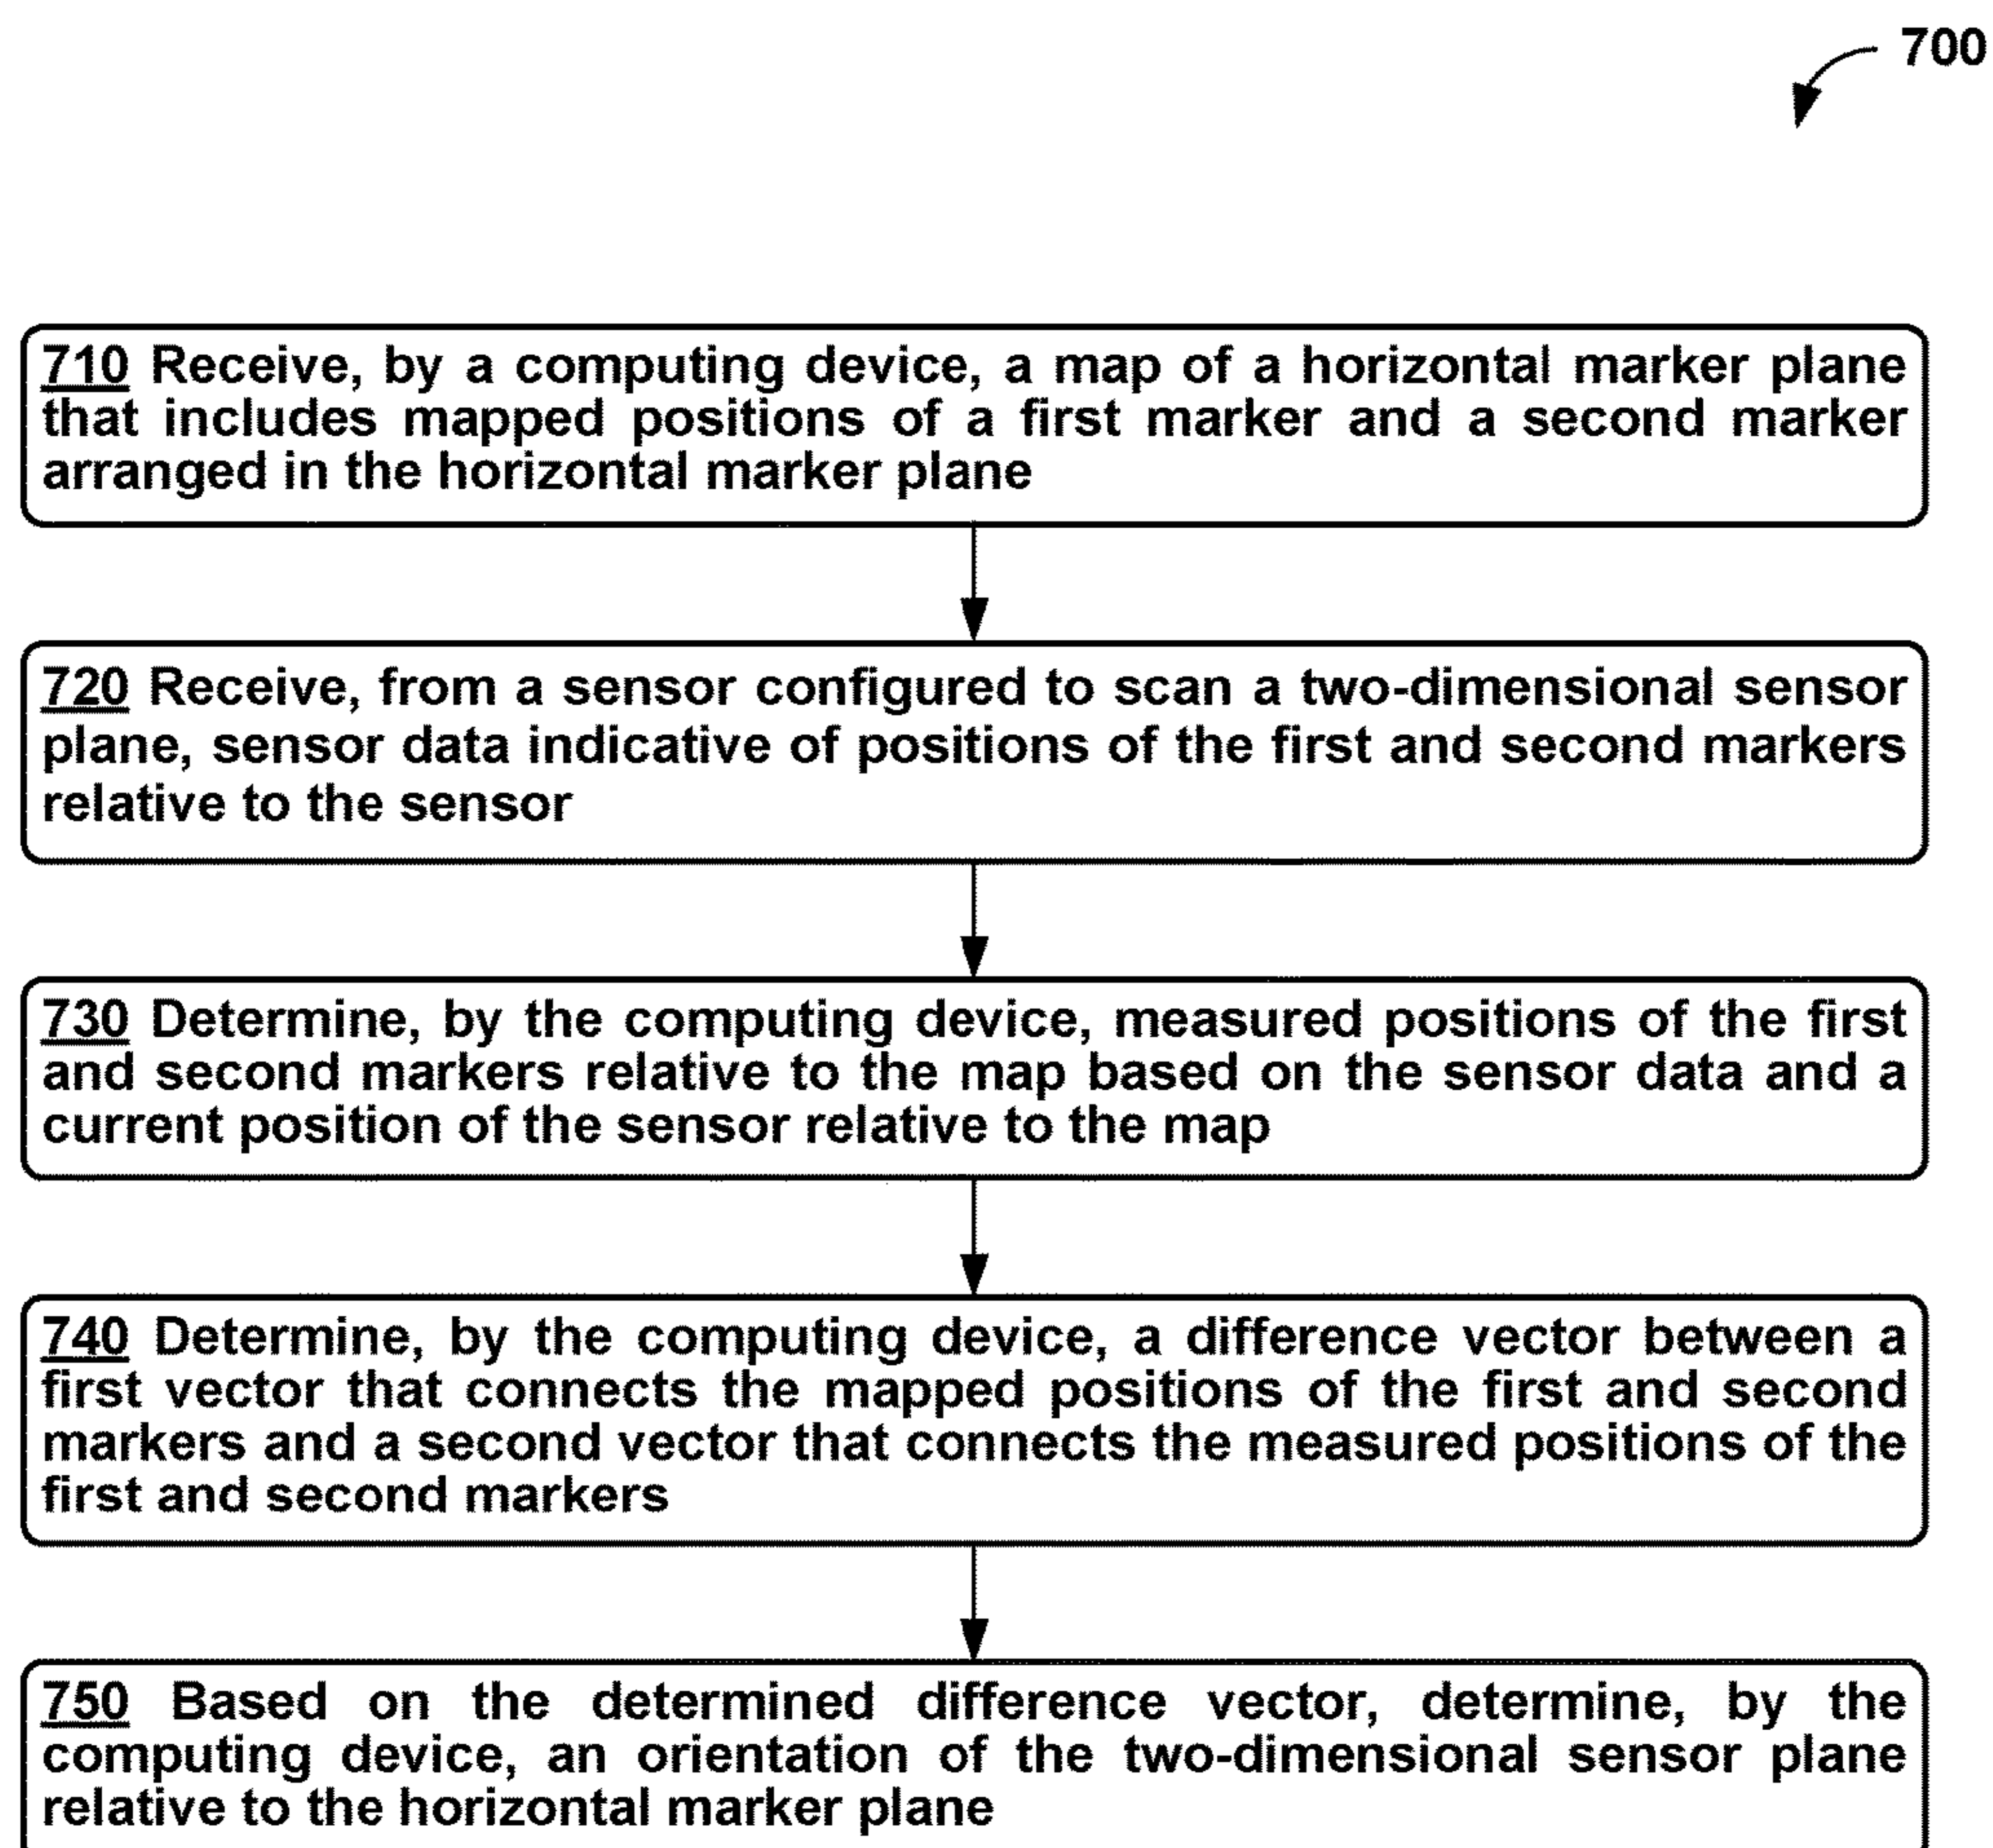 700
710 Receive, by a computing device, a map of a horizontal marker plane
that includes mapped positions of a first marker and a second marker
arranged in the horizontal marker plane
720 Receive, from a sensor configured to scan a two-dimensional sensor
plane, sensor data indicative of positions of the first and second markers
relative to the sensor
730 Determine, by the computing device, measured positions of the first
and second markers relative to the map based on the sensor data and a
current position of the sensor relative to the map
740 Determine, by the computing device, a difference vector between a
first vector that connects the mapped positions of the first and second
markers and a second vector that connects the measured positions of the
first and second markers
750 Based on the determined difference vector, determine, by the
computing device, an orientation of the two-dimensional sensor plane
relative to the horizontal marker plane